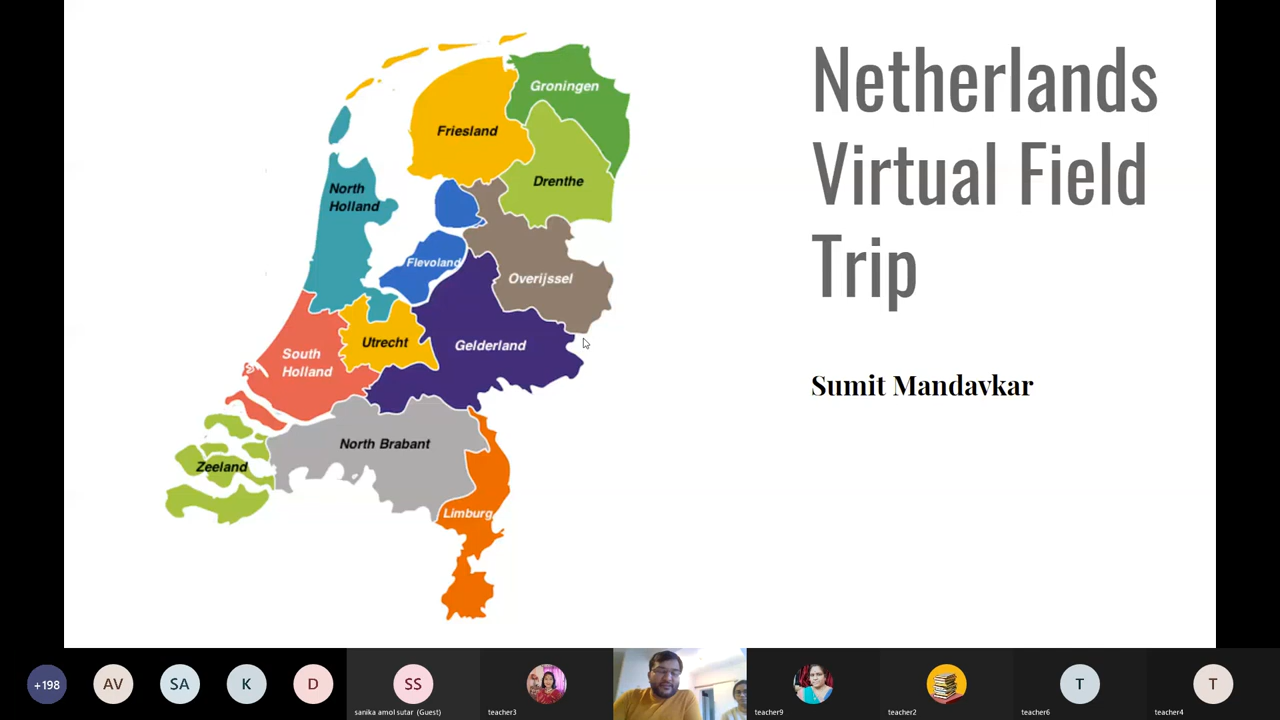 Netherlands
Virtual Field
Trip
Sumit Mandavkar
Groningen
Friesland
Drenthe
North
Holland
Flevoland
Overijssel
Utrecht
Gelderland
South
Holland
North Brabant
Zeeland
Limburg
+198
AV
SA
K
D
SS
T
T
sanika amol sutar (Guest)
teacher3
teacher9
teacher2
teacher6
teacher4